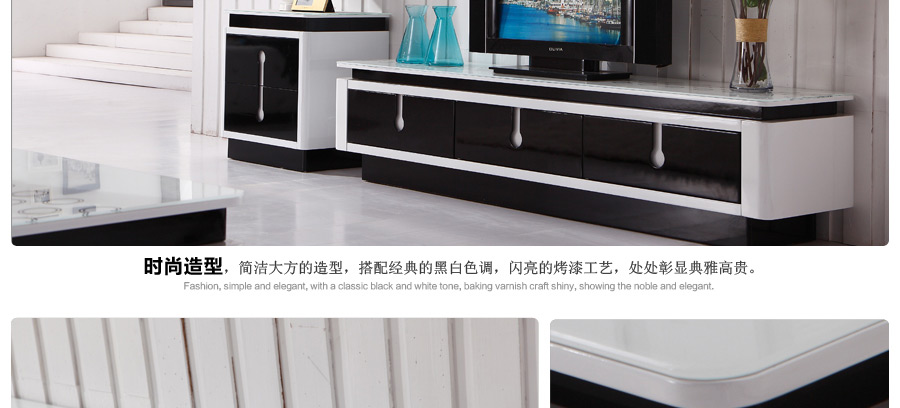 时尚造型，简洁大方的造型，搭配经典的黑白色调，闪亮的烤漆工艺，处处彰显典雅高贵。
Fashion, simple and elegant, with a classic black and white tone, baking varnish craft shiny, showing the noble and elegant.